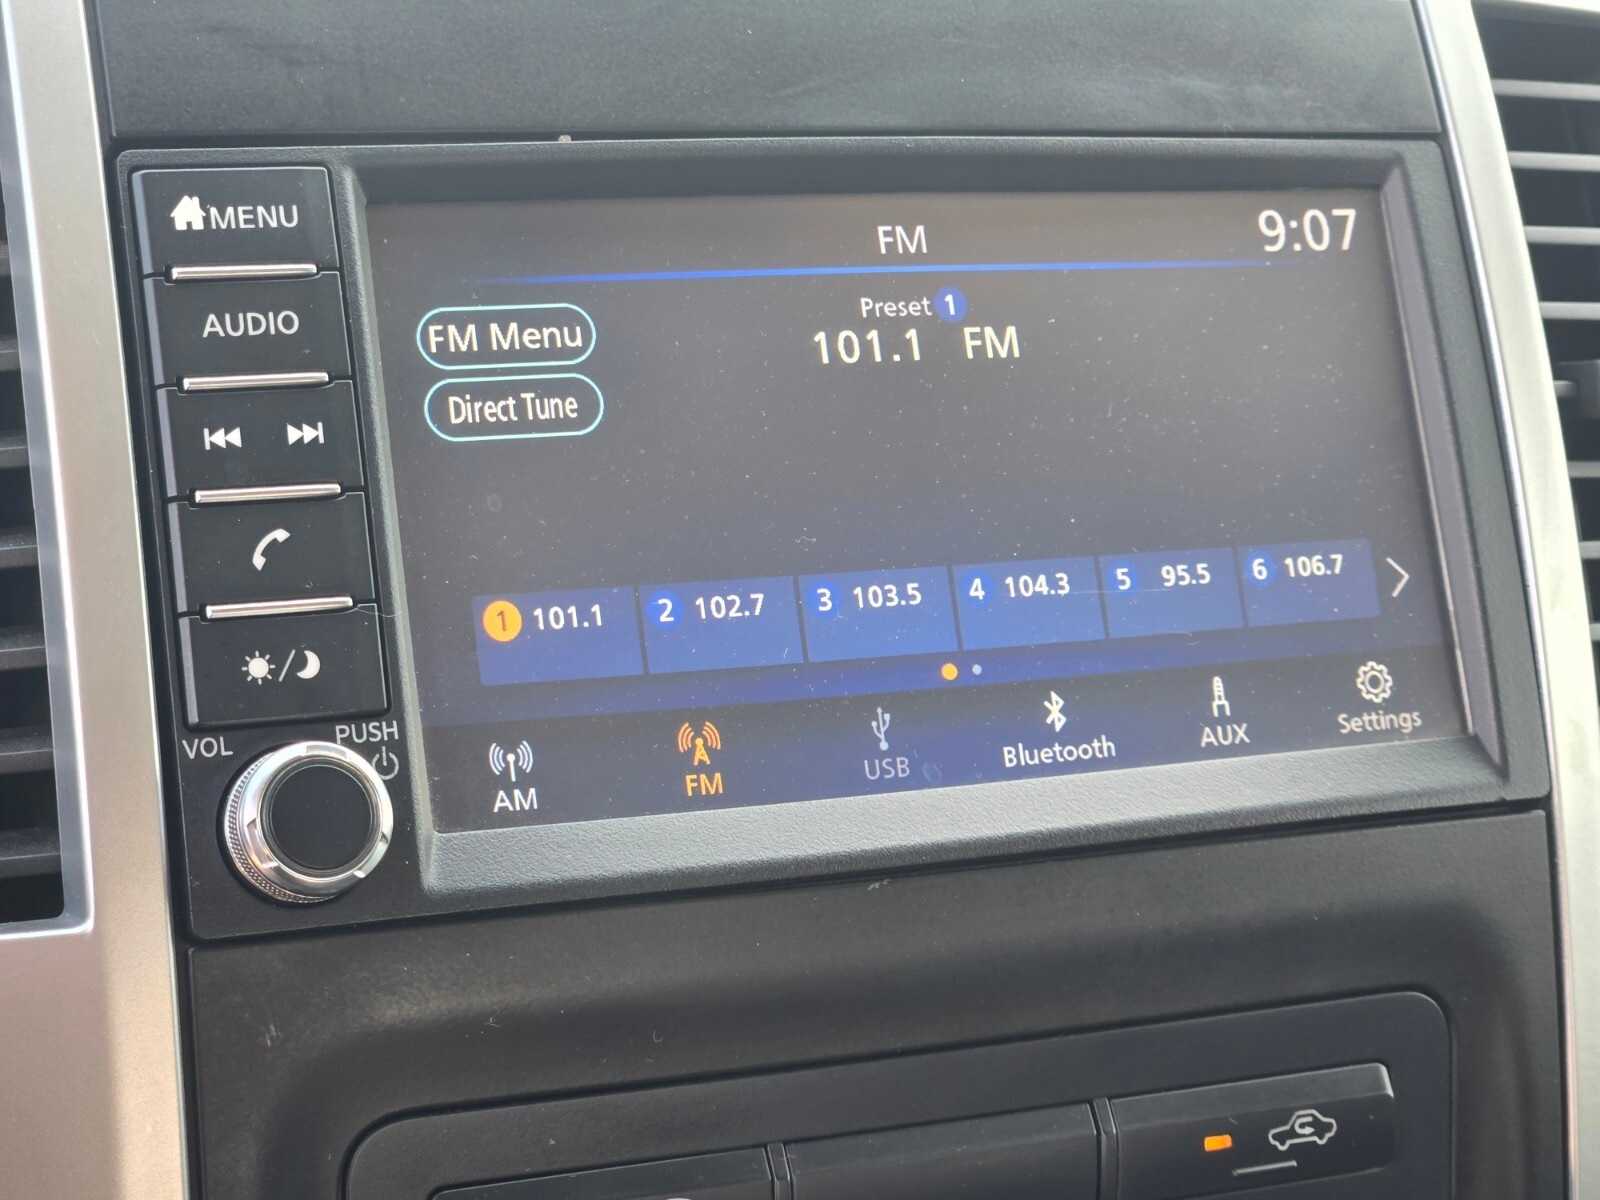 MENU
AUDIO
VOL
PUSH
FM
9:07
FM Menu
Direct Tune
Preset 1
101.1 FM
1 101.1
2 102.7
3 103.5
4 104.3
5 95.5
6 106.7
AM
FM
USB
Bluetooth
AUX
Settings